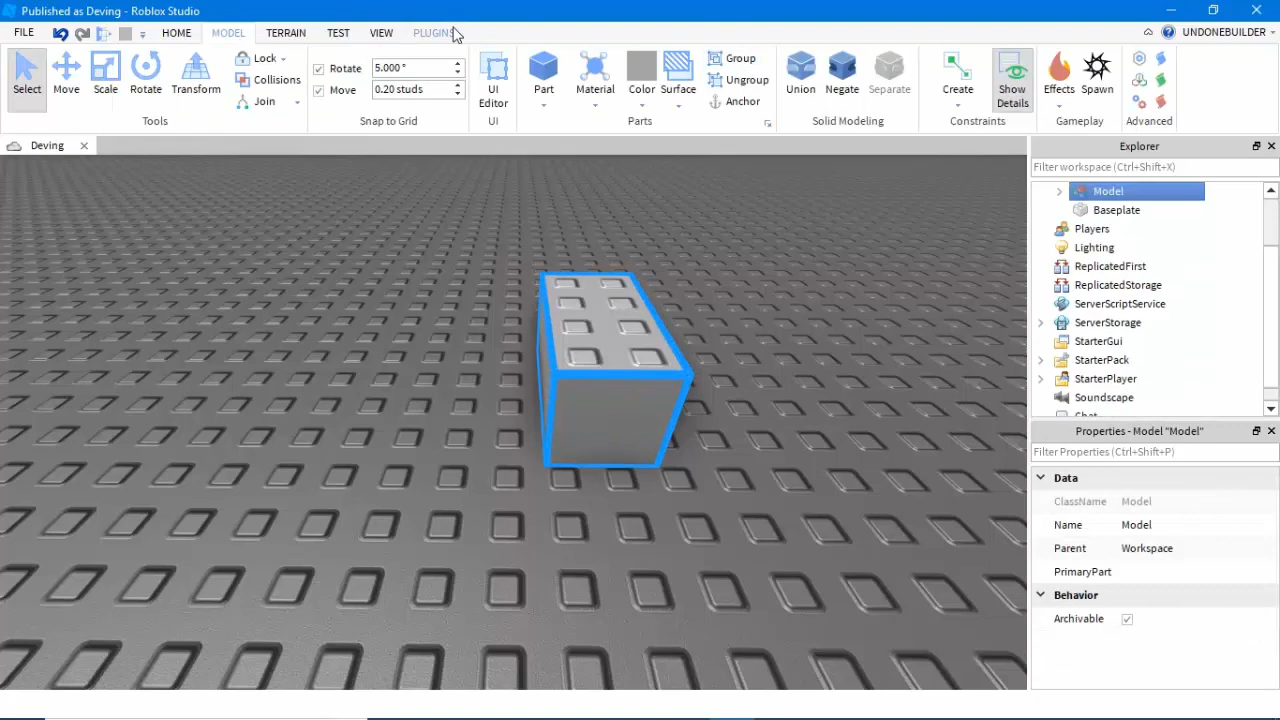 Published as Deving - Roblox Studio
FILE HOME MODEL TERRAIN TEST VIEW PLUGINS UNDONEBUILDER
Select Move Scale Rotate Transform
Lock
Collisions
Join
Tools
Rotate 5.000 °
Move 0.20 studs
Snap to Grid
UI Editor
UI
Part Material Color Surface
Group
Ungroup
Anchor
Parts
Union Negate Separate
Solid Modeling
Create Show Details
Constraints
Effects Spawn
Gameplay
Advanced
Deving
Explorer
Filter workspace (Ctrl+Shift+X)
Model
Baseplate
Players
Lighting
ReplicatedFirst
ReplicatedStorage
ServerScriptService
ServerStorage
StarterGui
StarterPack
StarterPlayer
Soundscape
Chat
Properties - Model "Model"
Filter Properties (Ctrl+Shift+P)
Data
ClassName Model
Name Model
Parent Workspace
PrimaryPart
Behavior
Archivable